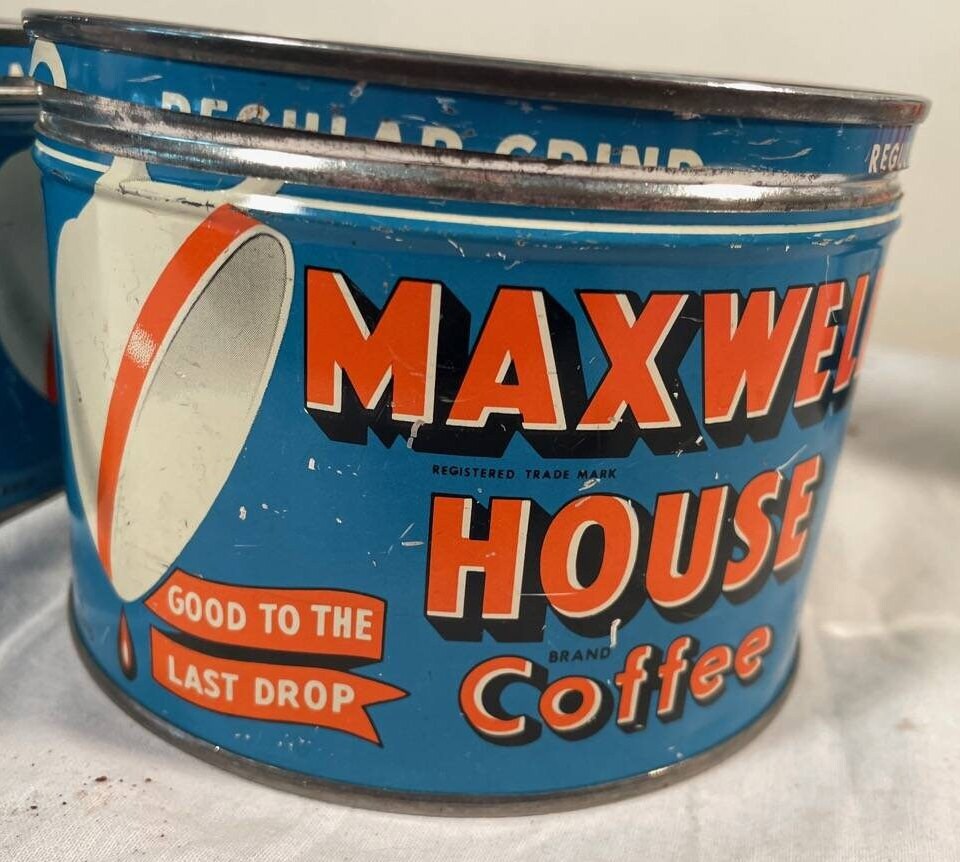 REGULAR GRIND
MAXWELL
REGISTERED TRADE MARK
HOUSE
BRAND
Coffee
GOOD TO THE
LAST DROP